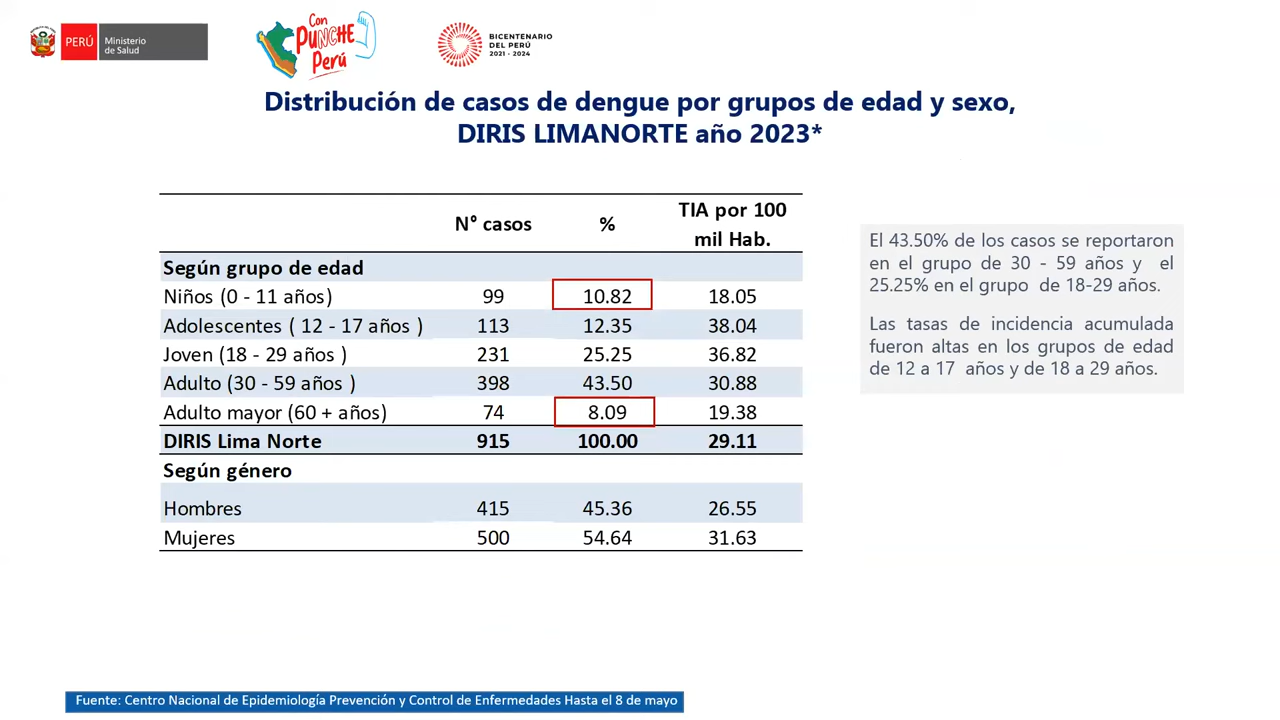 PERÚ
Ministerio
de Salud
Con
PUNCHE
Perú
BICENTENARIO
DEL PERÚ
2021 - 2024
Distribución de casos de dengue por grupos de edad y sexo,
DIRIS LIMANORTE año 2023*
N° casos % TIA por 100
mil Hab.
Según grupo de edad
Niños (0 - 11 años) 99 10.82 18.05
Adolescentes ( 12 - 17 años ) 113 12.35 38.04
Joven (18 - 29 años ) 231 25.25 36.82
Adulto (30 - 59 años ) 398 43.50 30.88
Adulto mayor (60 + años) 74 8.09 19.38
DIRIS Lima Norte 915 100.00 29.11
Según género
Hombres 415 45.36 26.55
Mujeres 500 54.64 31.63
El 43.50% de los casos se reportaron
en el grupo de 30 - 59 años y el
25.25% en el grupo de 18-29 años.
Las tasas de incidencia acumulada
fueron altas en los grupos de edad
de 12 a 17 años y de 18 a 29 años.
Fuente: Centro Nacional de Epidemiología Prevención y Control de Enfermedades Hasta el 8 de mayo